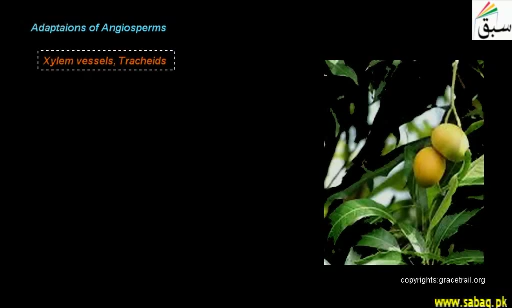 سبق
Adaptaions of Angiosperms
Xylem vessels, Tracheids
copyrights:gracetrail.org
www.sabaq.pk